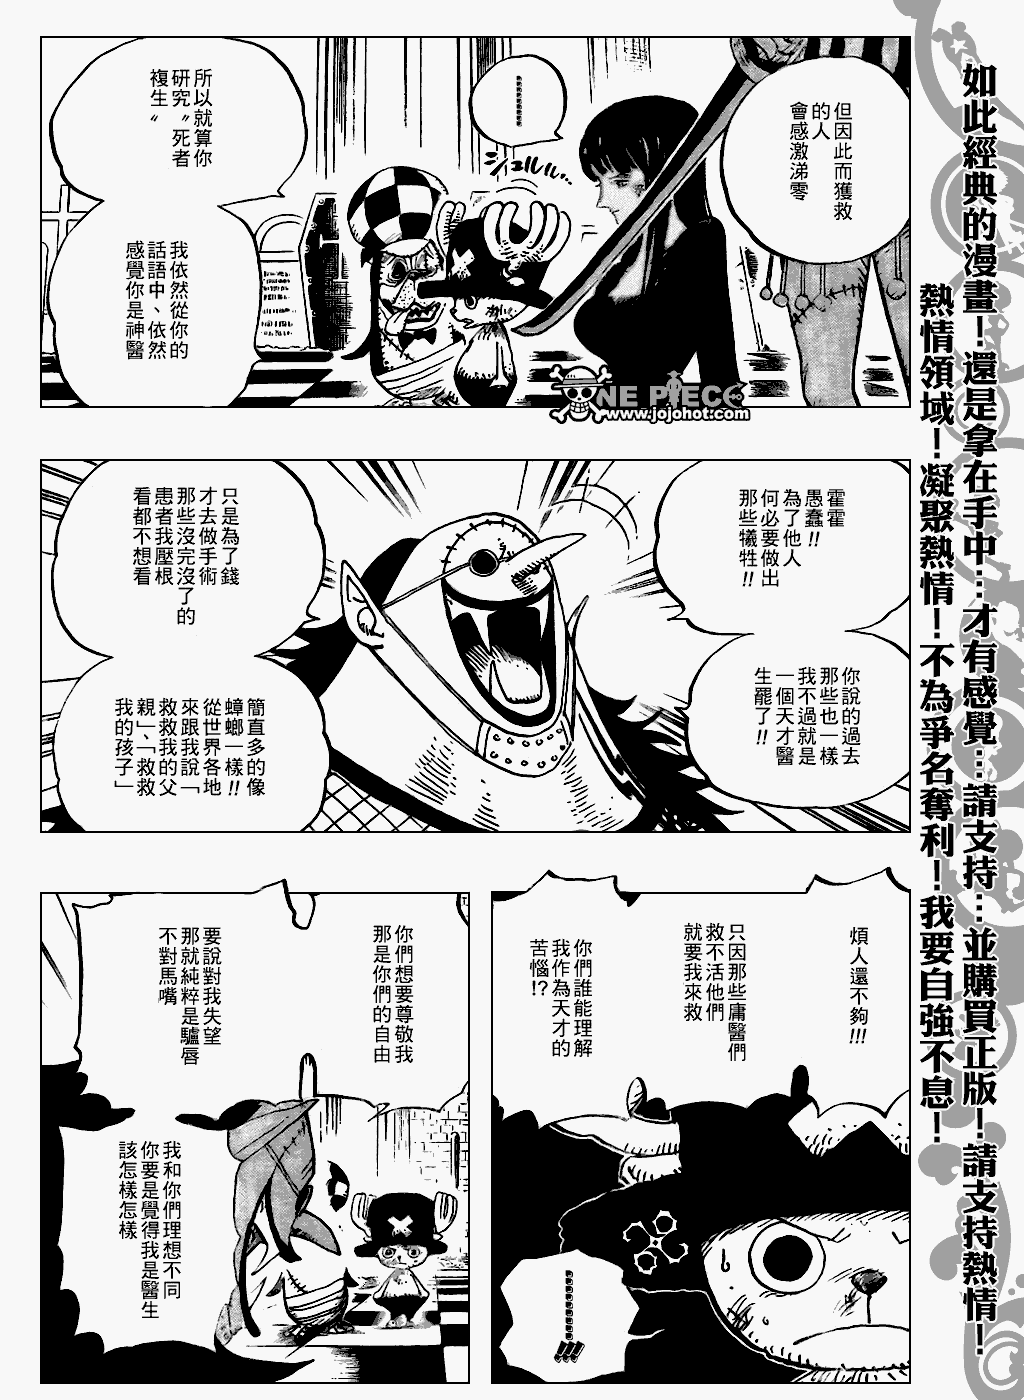 但因此而獲救
的人
會感激涕零
ジュルルル…
所以就算你
研究〝死者
複生〞
我依然從你的
話語中、依然
感覺你是神醫
ONE PIECE
www.jojohot.com
霍霍
愚蠢!!
為了他人
何必要做出
那些犧牲!!
你說的過去
那些也一樣
我不過就是
一個天才醫
生罷了!!
只是為了錢
才去做手術
那些沒完沒了的
患者我壓根
看都不想看
簡直多的像
蟑螂一樣!!
從世界各地
來跟我說「
救救我的父
親」、「救救
我的孩子」
煩人還不夠!!!
只因那些庸醫們
救不活他們
就要我來救
你們誰能理解
我作為天才的
苦惱!?
………!!!
你們想要尊敬我
那是你們的自由
要說對我失望
那就純粹是驢唇
不對馬嘴
我和你們理想不同
你要是覺得我是醫生
該怎樣怎樣
如此經典的漫畫！還是拿在手中…才有感覺…請支持…並購買正版！請支持熱情！
熱情領域！凝聚熱情！不為爭名奪利！我要自強不息！